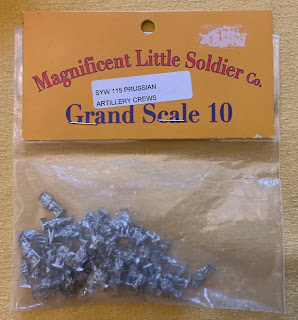 Magnificent Little Soldier Co.
SYW 115 PRUSSIAN
ARTILLERY CREWS
Grand Scale 10